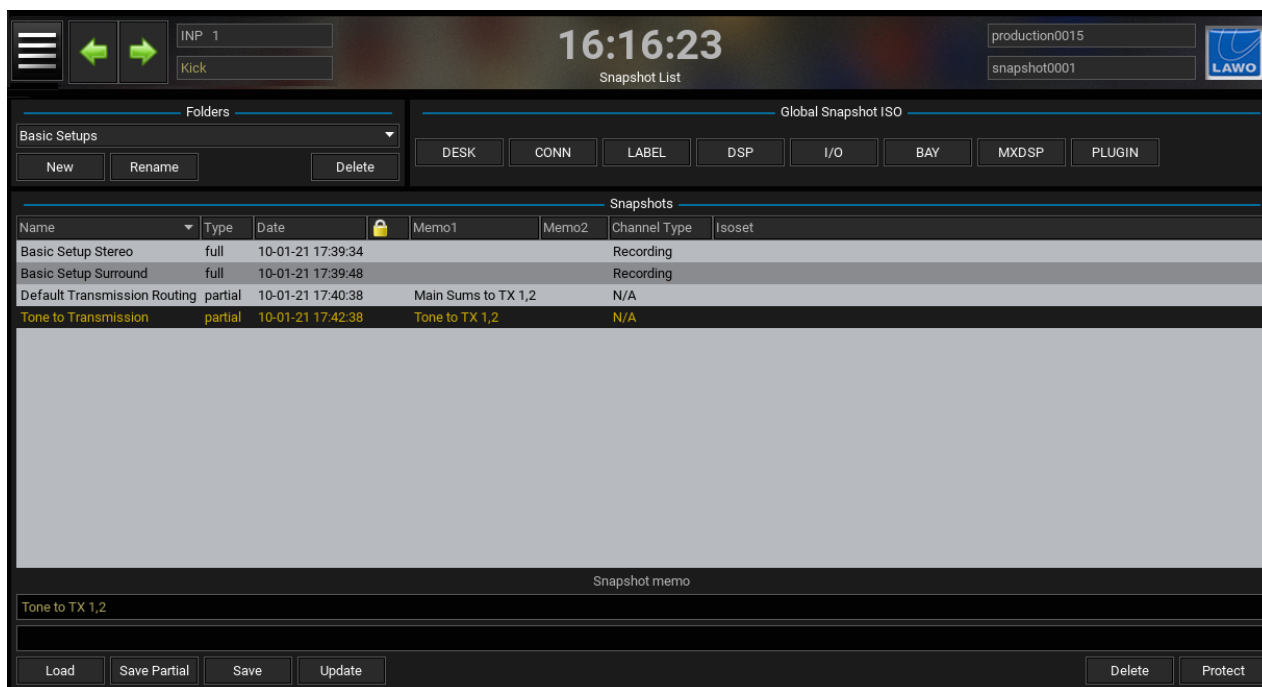 INP 1
Kick
16:16:23
Snapshot List
production0015
snapshot0001
LAWO
Folders
Basic Setups
New Rename Delete
Global Snapshot ISO
DESK CONN LABEL DSP I/O BAY MXDSP PLUGIN
Snapshots
Name Type Date Memo1 Memo2 Channel Type Isoset
Basic Setup Stereo full 10-01-21 17:39:34 Recording
Basic Setup Surround full 10-01-21 17:39:48 Recording
Default Transmission Routing partial 10-01-21 17:40:38 Main Sums to TX 1,2 N/A
Tone to Transmission partial 10-01-21 17:42:38 Tone to TX 1,2 N/A
Snapshot memo
Tone to TX 1,2
Load Save Partial Save Update Delete Protect